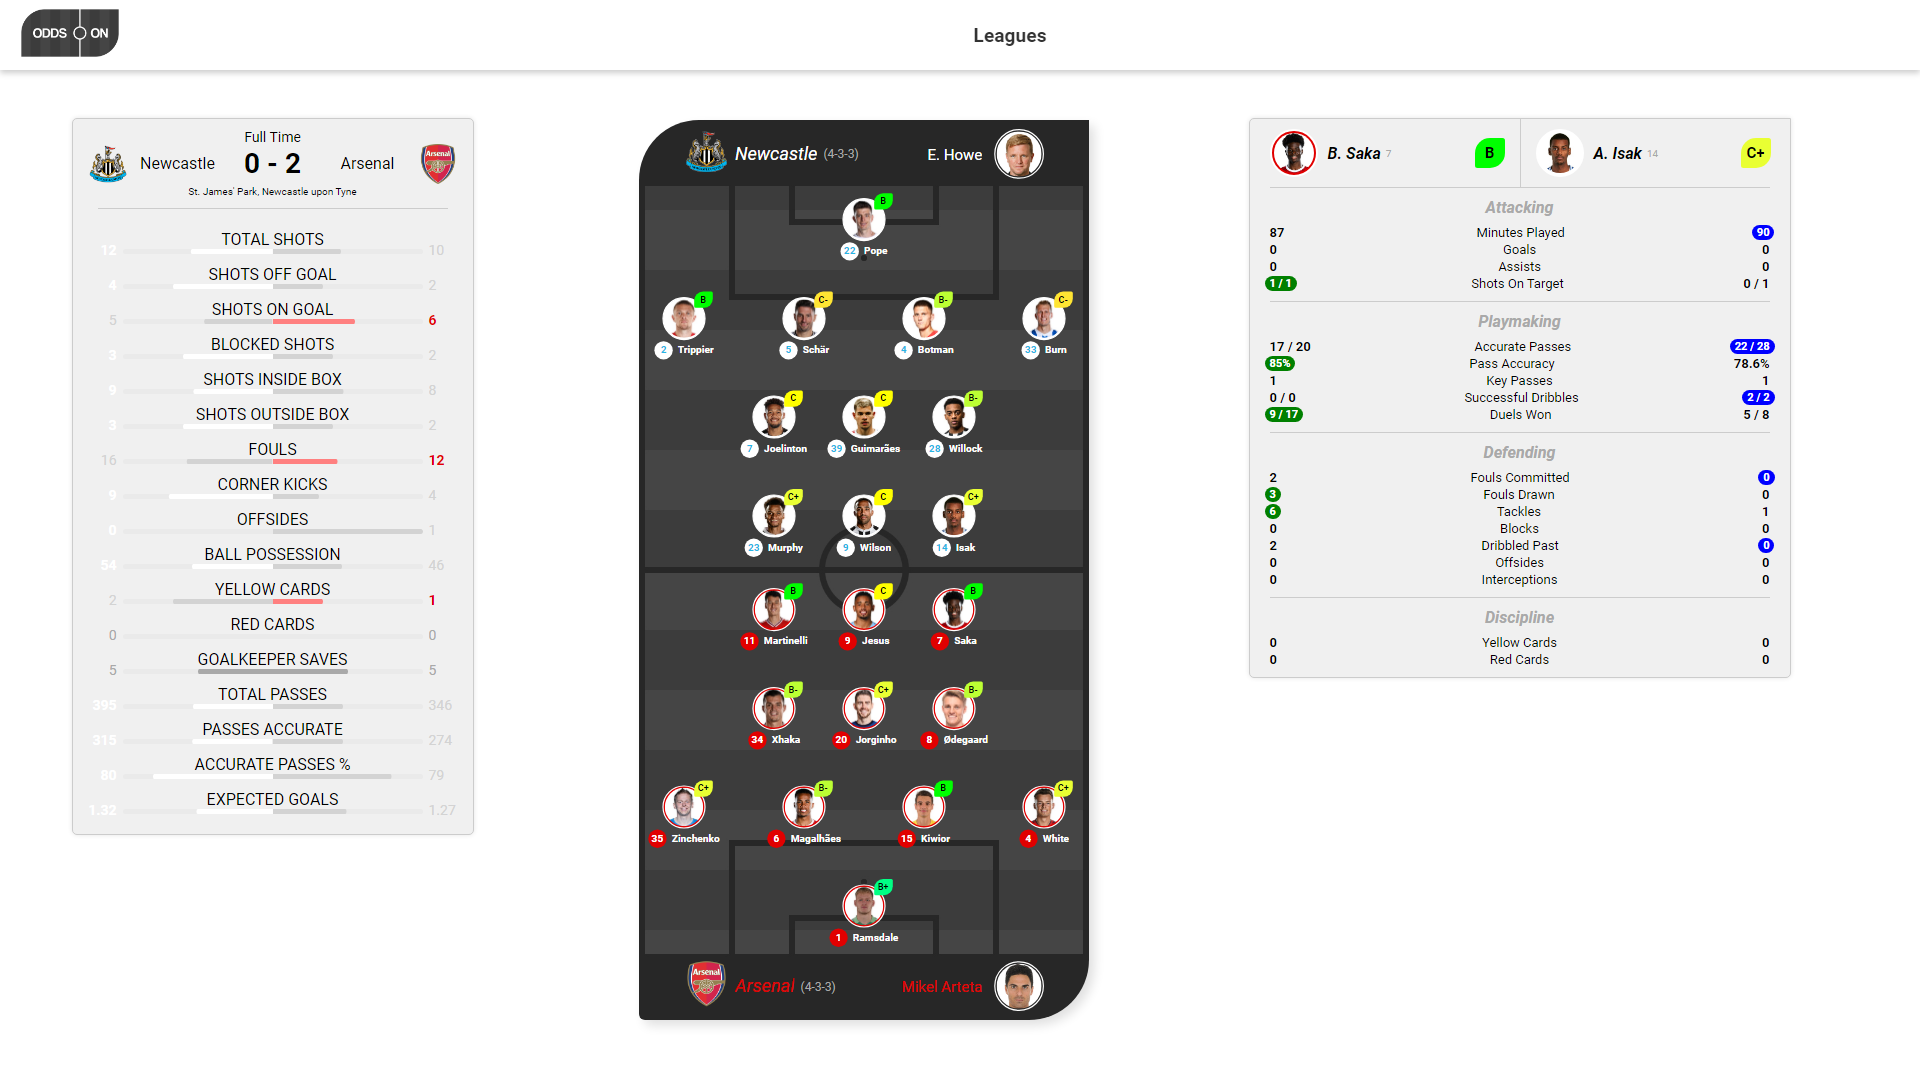 ODDS ON
Leagues
Full Time
Newcastle 0 - 2 Arsenal
St. James' Park, Newcastle upon Tyne
TOTAL SHOTS
12 10
SHOTS OFF GOAL
4 2
SHOTS ON GOAL
5 6
BLOCKED SHOTS
3 2
SHOTS INSIDE BOX
9 8
SHOTS OUTSIDE BOX
3 2
FOULS
16 12
CORNER KICKS
9 4
OFFSIDES
0 1
BALL POSSESSION
54 46
YELLOW CARDS
2 1
RED CARDS
0 0
GOALKEEPER SAVES
5 5
TOTAL PASSES
395 346
PASSES ACCURATE
315 274
ACCURATE PASSES %
80 79
EXPECTED GOALS
1.32 1.27
Newcastle (4-3-3) E. Howe
B
22 Pope
B C- B- C-
2 Trippier 5 Schär 4 Botman 33 Burn
C C B-
7 Joelinton 39 Guimarães 28 Willock
C+ C C+
23 Murphy 9 Wilson 14 Isak
B C B
11 Martinelli 9 Jesus 7 Saka
B- C+ B-
34 Xhaka 20 Jorginho 8 Ødegaard
C+ B- B C+
35 Zinchenko 6 Magalhães 15 Kiwior 4 White
B+
1 Ramsdale
Arsenal
Arsenal (4-3-3) Mikel Arteta
B. Saka 7 B A. Isak 14 C+
Attacking
87 Minutes Played 90
0 Goals 0
0 Assists 0
1 / 1 Shots On Target 0 / 1
Playmaking
17 / 20 Accurate Passes 22 / 28
85% Pass Accuracy 78.6%
1 Key Passes 1
0 / 0 Successful Dribbles 2 / 2
9 / 17 Duels Won 5 / 8
Defending
2 Fouls Committed 0
3 Fouls Drawn 0
6 Tackles 1
0 Blocks 0
2 Dribbled Past 0
0 Offsides 0
0 Interceptions 0
Discipline
0 Yellow Cards 0
0 Red Cards 0